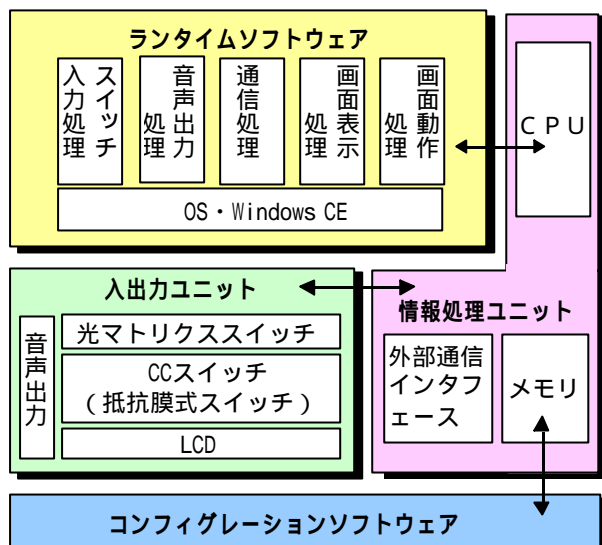 ランタイムソフトウェア
スイッチ
入力処理
音声出力
処理
通信処理
画面表示
処理
画面動作
処理
OS・Windows CE
CPU
入出力ユニット
音声出力
光マトリクススイッチ
CCスイッチ
(抵抗膜式スイッチ)
LCD
情報処理ユニット
外部通信
インタフ
ェース
メモリ
コンフィグレーションソフトウェア